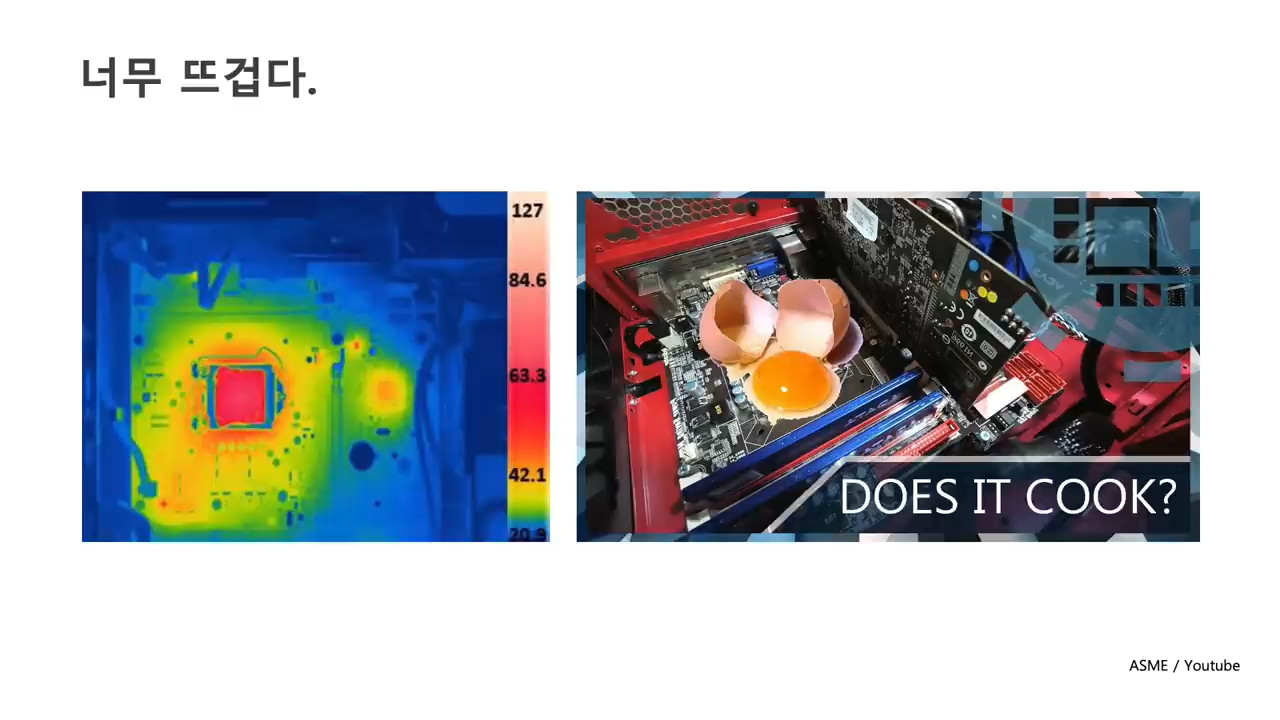 너무 뜨겁다.
127
84.6
63.3
42.1
20.9
DOES IT COOK?
ASME / Youtube